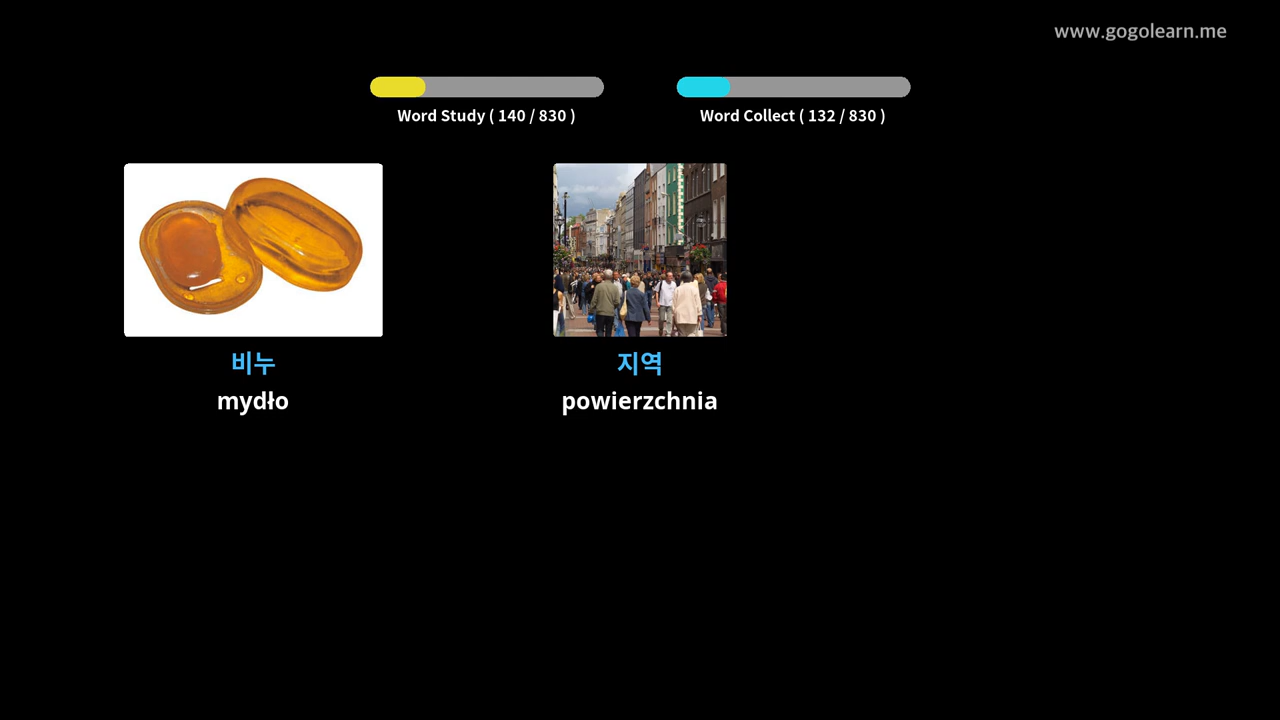 www.gogolearn.me
Word Study ( 140 / 830 )
Word Collect ( 132 / 830 )
비누
mydło
지역
powierzchnia